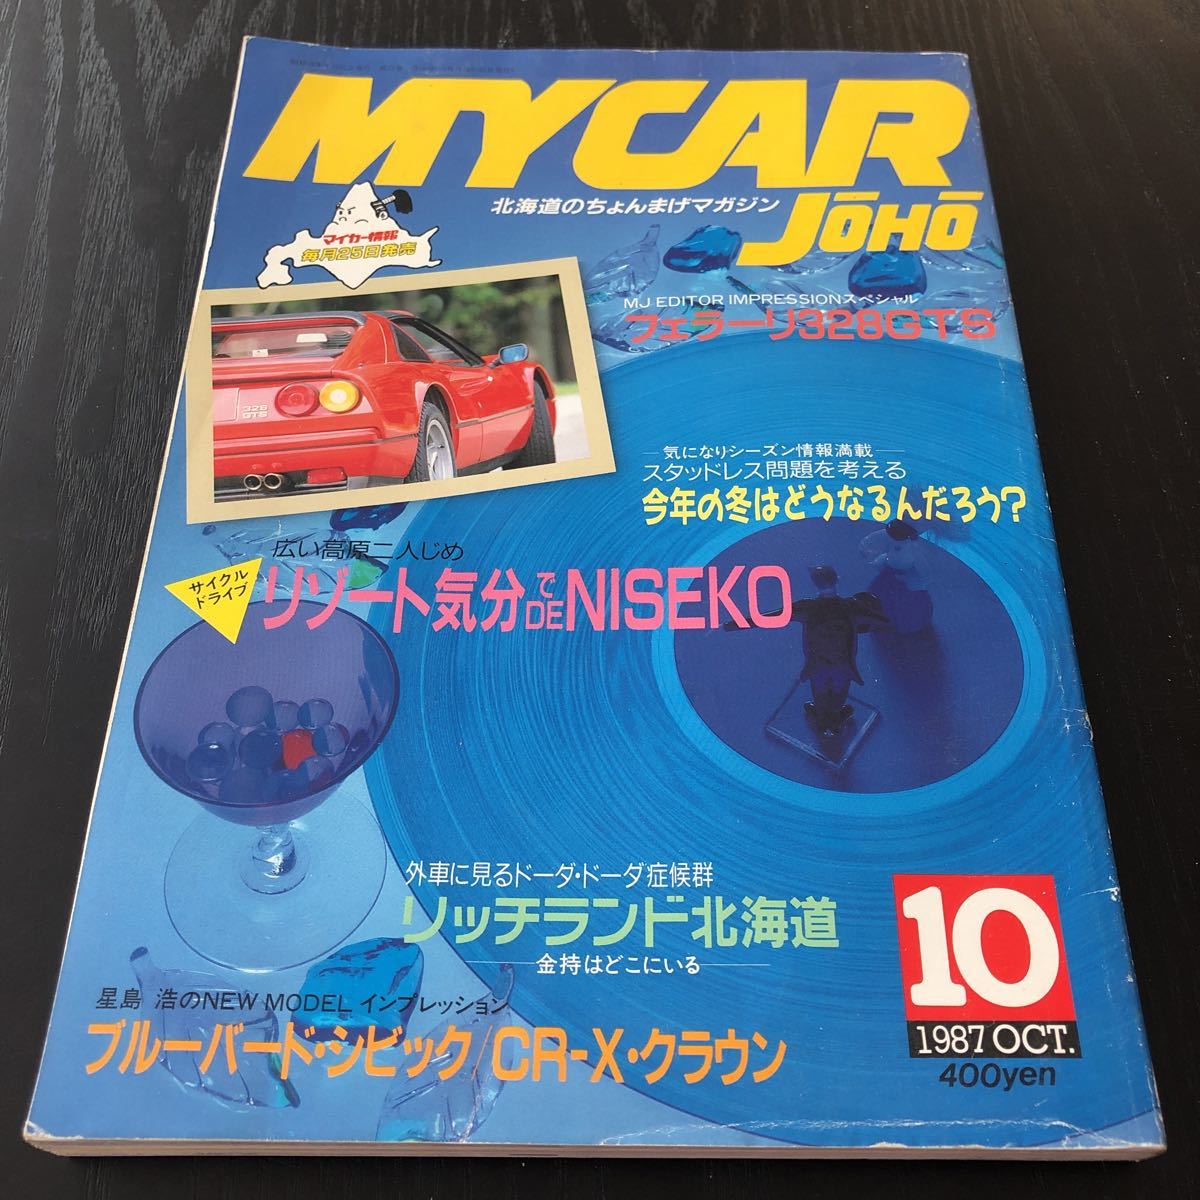 MYCAR
JōHō
北海道のちょんまげマガジン
マイカー情報
毎月25日発売
MJ EDITOR IMPRESSIONスペシャル
フェラーリ328GTS
328
GTS
気になりシーズン情報満載
スタッドレス問題を考える
今年の冬はどうなるんだろう?
広い高原二人じめ
サイクル
ドライブ
リゾート気分でDENISEKO
外車に見るドーダ・ドーダ症候群
リッチランド北海道
金持はどこにいる
星島 浩のNEW MODEL インプレッション
ブルーバード・シビック/CR-X・クラウン
10
1987 OCT.
400yen